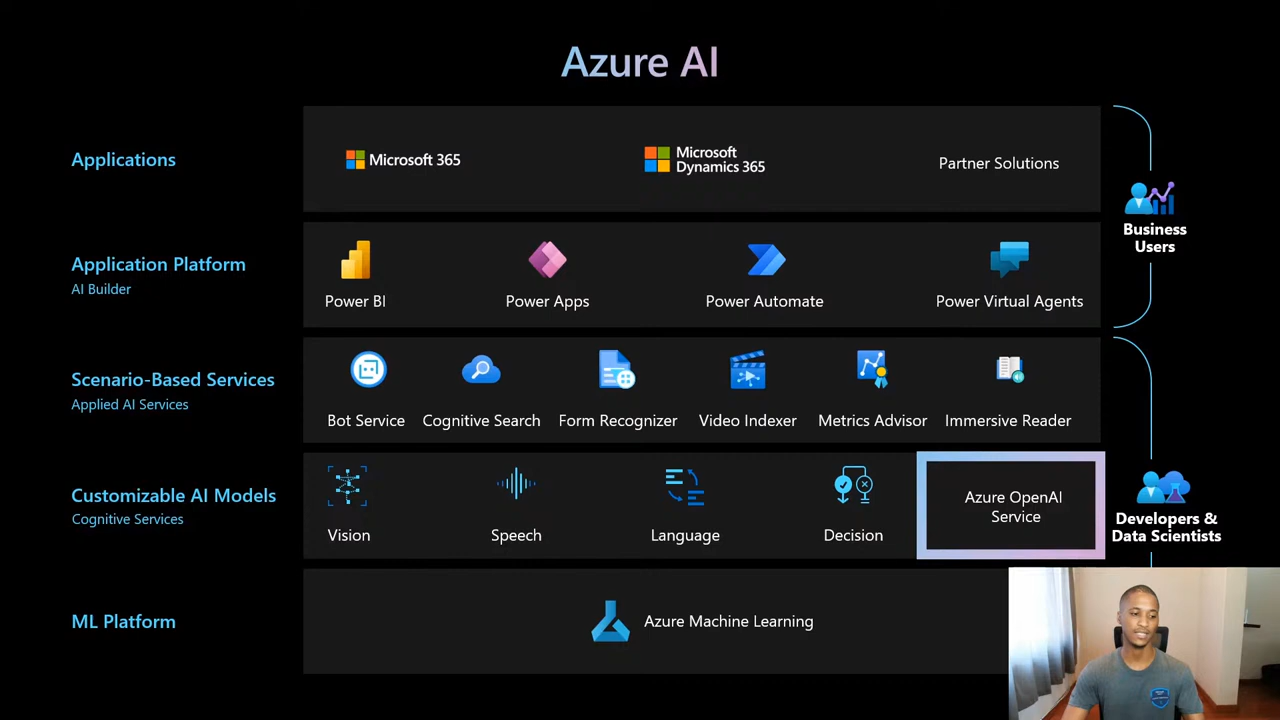 Azure AI
Applications
Microsoft 365
Microsoft
Dynamics 365
Partner Solutions
Application Platform
AI Builder
Power BI
Power Apps
Power Automate
Power Virtual Agents
Business
Users
Scenario-Based Services
Applied AI Services
Bot Service
Cognitive Search
Form Recognizer
Video Indexer
Metrics Advisor
Immersive Reader
Customizable AI Models
Cognitive Services
Vision
Speech
Language
Decision
Azure OpenAI
Service
Developers &
Data Scientists
ML Platform
Azure Machine Learning